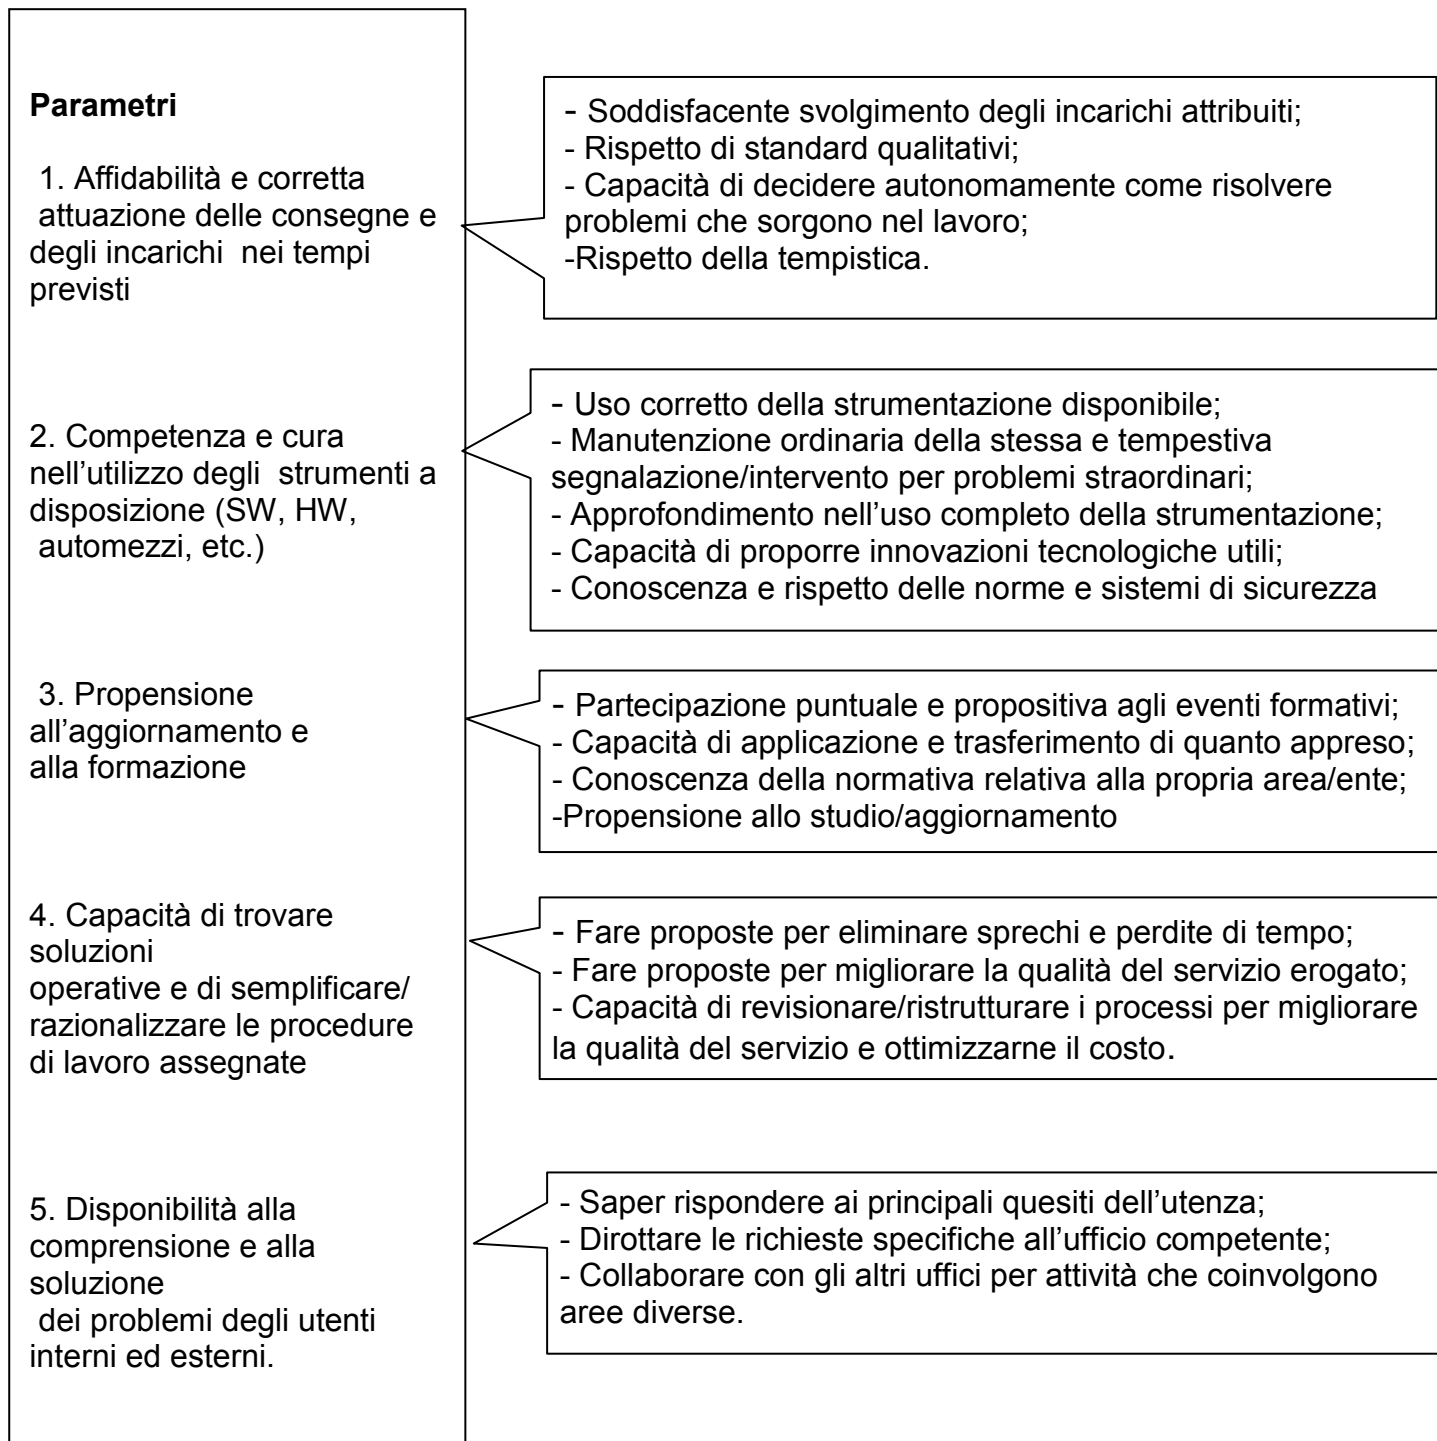 Parametri
1. Affidabilità e corretta
attuazione delle consegne e
degli incarichi  nei tempi
previsti
- Soddisfacente svolgimento degli incarichi attribuiti;
- Rispetto di standard qualitativi;
- Capacità di decidere autonomamente come risolvere
problemi che sorgono nel lavoro;
-Rispetto della tempistica.
2. Competenza e cura
nell’utilizzo degli  strumenti a
disposizione (SW, HW,
automezzi, etc.)
- Uso corretto della strumentazione disponibile;
- Manutenzione ordinaria della stessa e tempestiva
segnalazione/intervento per problemi straordinari;
- Approfondimento nell’uso completo della strumentazione;
- Capacità di proporre innovazioni tecnologiche utili;
- Conoscenza e rispetto delle norme e sistemi di sicurezza
3. Propensione
all’aggiornamento e
alla formazione
- Partecipazione puntuale e propositiva agli eventi formativi;
- Capacità di applicazione e trasferimento di quanto appreso;
- Conoscenza della normativa relativa alla propria area/ente;
-Propensione allo studio/aggiornamento
4. Capacità di trovare
soluzioni
operative e di semplificare/
razionalizzare le procedure
di lavoro assegnate
- Fare proposte per eliminare sprechi e perdite di tempo;
- Fare proposte per migliorare la qualità del servizio erogato;
- Capacità di revisionare/ristrutturare i processi per migliorare
la qualità del servizio e ottimizzarne il costo.
5. Disponibilità alla
comprensione e alla
soluzione
dei problemi degli utenti
interni ed esterni.
- Saper rispondere ai principali quesiti dell’utenza;
- Dirottare le richieste specifiche all’ufficio competente;
- Collaborare con gli altri uffici per attività che coinvolgono
aree diverse.